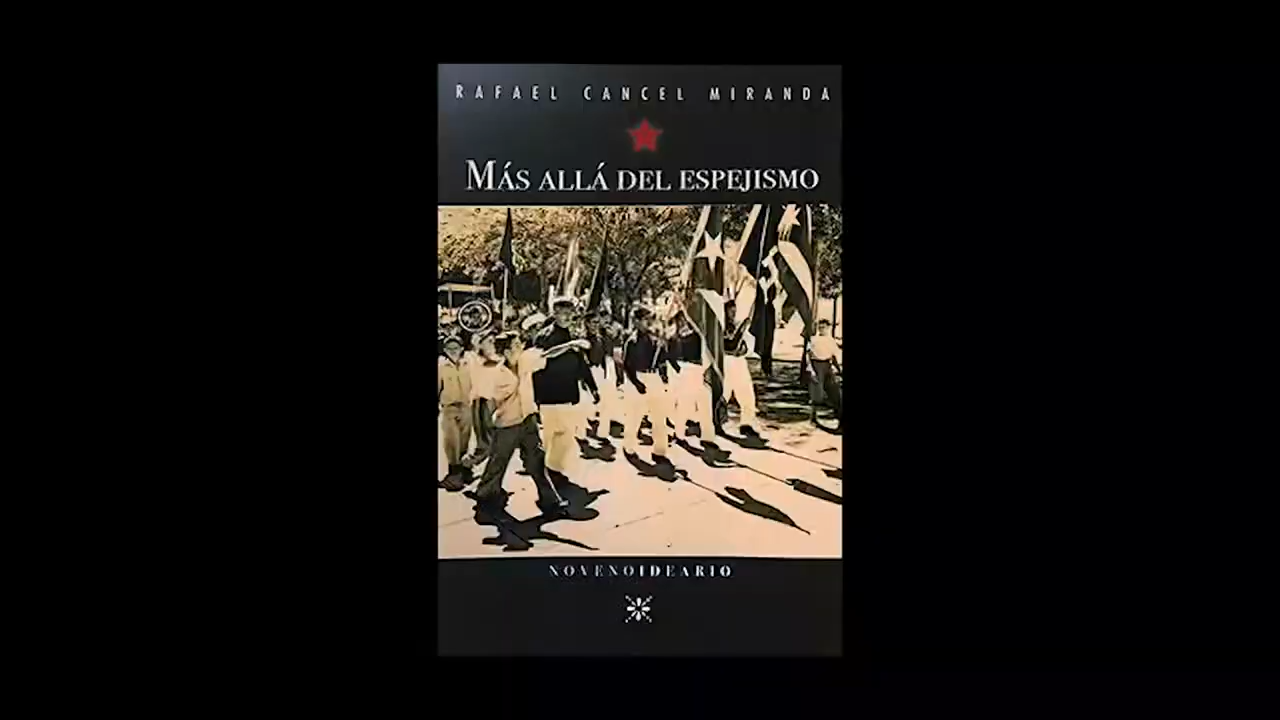 RAFAEL CANCEL MIRANDA
MÁS ALLÁ DEL ESPEJISMO
NOVENOIDEARIO